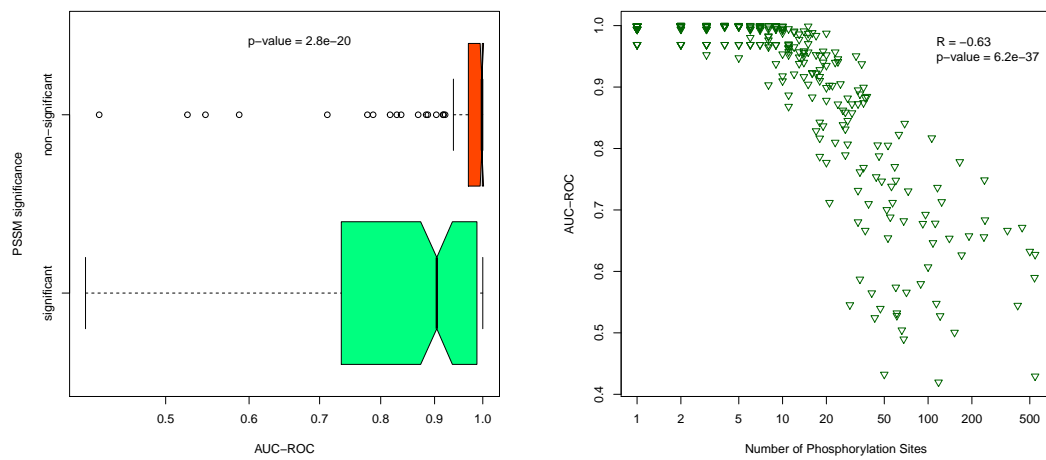 p−value = 2.8e−20
non−significant
significant
PSSM significance
0.5 0.6 0.7 0.8 0.9 1.0
AUC−ROC
R = −0.63
p−value = 6.2e−37
1.0
0.9
0.8
0.7
0.6
0.5
0.4
AUC−ROC
1 2 5 10 20 50 100 200 500
Number of Phosphorylation Sites